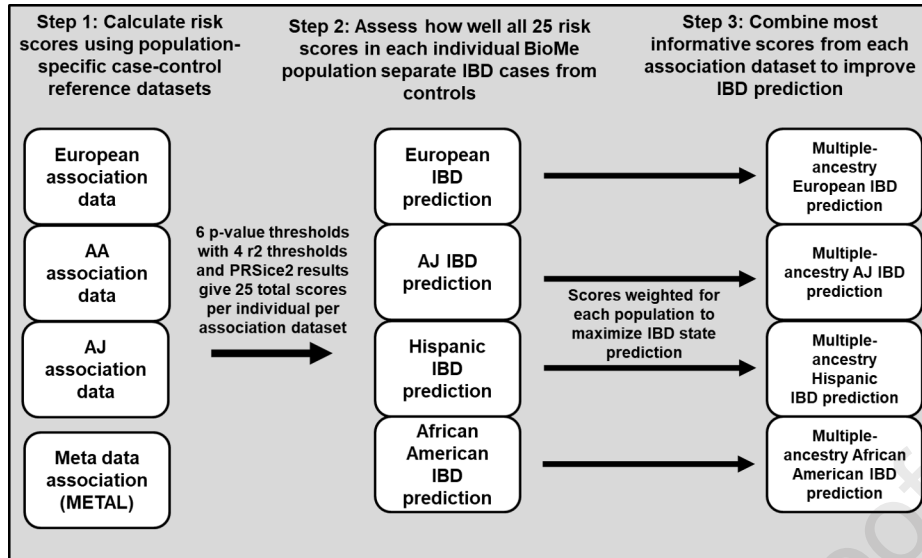 Step 1: Calculate risk
scores using population-
specific case-control
reference datasets
Step 2: Assess how well all 25 risk
scores in each individual BioMe
population separate IBD cases from
controls
Step 3: Combine most
informative scores from each
association dataset to improve
IBD prediction
European
association
data
AA
association
data
AJ
association
data
Meta data
association
(METAL)
6 p-value thresholds
with 4 r2 thresholds
and PRSice2 results
give 25 total scores
per individual per
association dataset
European
IBD
prediction
AJ IBD
prediction
Hispanic
IBD
prediction
African
American
IBD
prediction
Scores weighted for
each population to
maximize IBD state
prediction
Multiple-
ancestry
European IBD
prediction
Multiple-
ancestry AJ IBD
prediction
Multiple-
ancestry
Hispanic
IBD prediction
Multiple-
ancestry African
American IBD
prediction